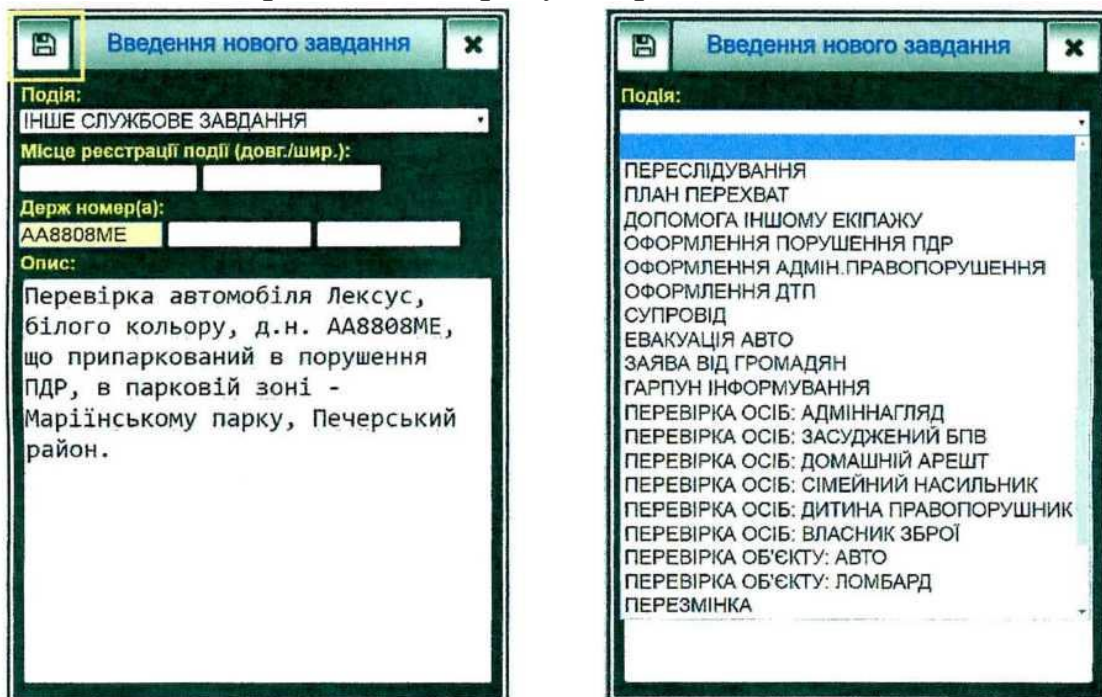 Введення нового завдання
Подія:
ІНШЕ СЛУЖБОВЕ ЗАВДАННЯ
Місце реєстрації події (довг./шир.):
Держ номер(а):
АА8808МЕ
Опис:
Перевірка автомобіля Лексус,
білого кольору, д.н. АА8808МЕ,
що припаркований в порушення
ПДР, в парковій зоні -
Маріїнському парку, Печерський
район.
Введення нового завдання
Подія:
ПЕРЕСЛІДУВАННЯ
ПЛАН ПЕРЕХВАТ
ДОПОМОГА ІНШОМУ ЕКІПАЖУ
ОФОРМЛЕННЯ ПОРУШЕННЯ ПДР
ОФОРМЛЕННЯ АДМІН.ПРАВОПОРУШЕННЯ
ОФОРМЛЕННЯ ДТП
СУПРОВІД
ЕВАКУАЦІЯ АВТО
ЗАЯВА ВІД ГРОМАДЯН
ГАРПУН ІНФОРМУВАННЯ
ПЕРЕВІРКА ОСІБ: АДМІННАГЛЯД
ПЕРЕВІРКА ОСІБ: ЗАСУДЖЕНИЙ БПВ
ПЕРЕВІРКА ОСІБ: ДОМАШНІЙ АРЕШТ
ПЕРЕВІРКА ОСІБ: СІМЕЙНИЙ НАСИЛЬНИК
ПЕРЕВІРКА ОСІБ: ДИТИНА ПРАВОПОРУШНИК
ПЕРЕВІРКА ОСІБ: ВЛАСНИК ЗБРОЇ
ПЕРЕВІРКА ОБ'ЄКТУ: АВТО
ПЕРЕВІРКА ОБ'ЄКТУ: ЛОМБАРД
ПЕРЕЗМІНКА